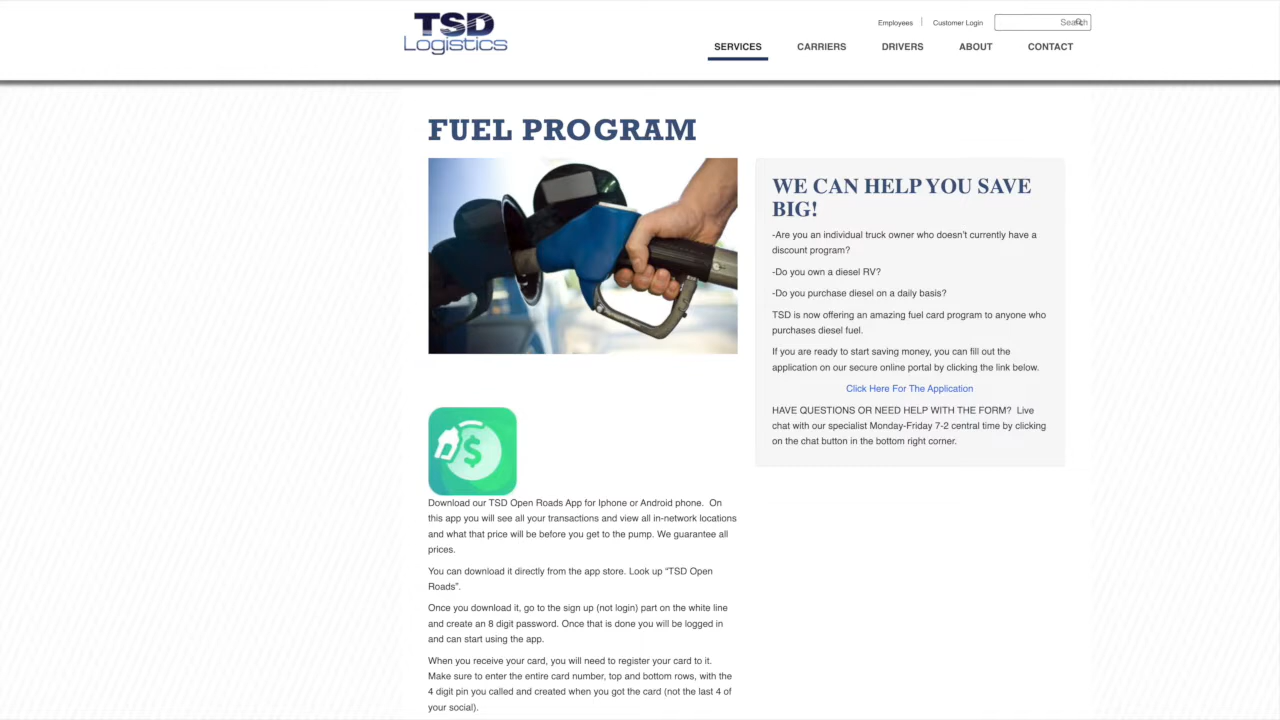 TSD
Logistics
Employees
Customer Login
Search
SERVICES
CARRIERS
DRIVERS
ABOUT
CONTACT
FUEL PROGRAM
WE CAN HELP YOU SAVE
BIG!
-Are you an individual truck owner who doesn't currently have a
discount program?
-Do you own a diesel RV?
-Do you purchase diesel on a daily basis?
TSD is now offering an amazing fuel card program to anyone who
purchases diesel fuel.
If you are ready to start saving money, you can fill out the
application on our secure online portal by clicking the link below.
Click Here For The Application
HAVE QUESTIONS OR NEED HELP WITH THE FORM? Live
chat with our specialist Monday-Friday 7-2 central time by clicking
on the chat button in the bottom right corner.
$
Download our TSD Open Roads App for Iphone or Android phone. On
this app you will see all your transactions and view all in-network locations
and what that price will be before you get to the pump. We guarantee all
prices.
You can download it directly from the app store. Look up “TSD Open
Roads”.
Once you download it, go to the sign up (not login) part on the white line
and create an 8 digit password. Once that is done you will be logged in
and can start using the app.
When you receive your card, you will need to register your card to it.
Make sure to enter the entire card number, top and bottom rows, with the
4 digit pin you called and created when you got the card (not the last 4 of
your social).